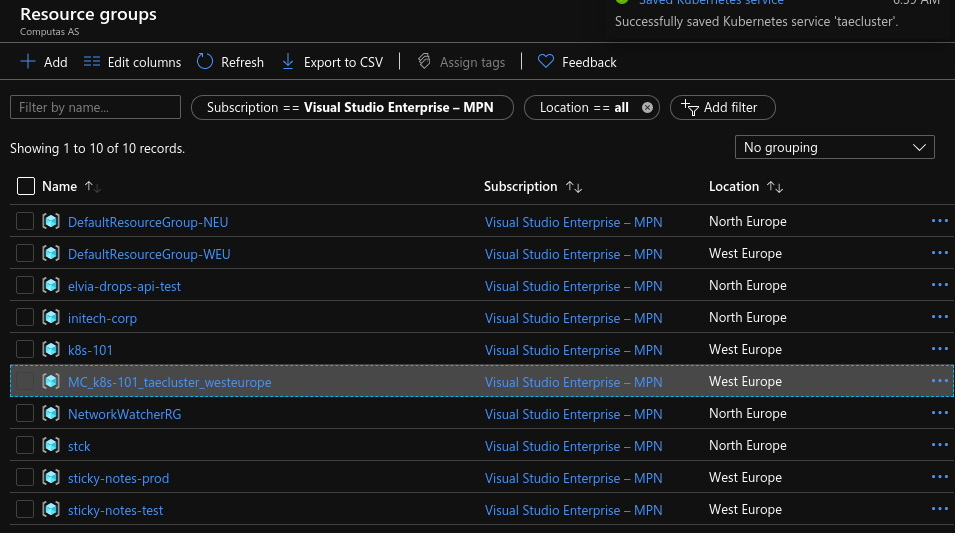 Resource groups
Saved Kubernetes service
Computas AS
Successfully saved Kubernetes service 'taecluster'.
Add Edit columns Refresh Export to CSV Assign tags Feedback
Filter by name... Subscription == Visual Studio Enterprise – MPN Location == all Add filter
Showing 1 to 10 of 10 records. No grouping
Name Subscription Location
DefaultResourceGroup-NEU Visual Studio Enterprise – MPN North Europe
DefaultResourceGroup-WEU Visual Studio Enterprise – MPN West Europe
elvia-drops-api-test Visual Studio Enterprise – MPN North Europe
initech-corp Visual Studio Enterprise – MPN North Europe
k8s-101 Visual Studio Enterprise – MPN West Europe
MC_k8s-101_taecluster_westeurope Visual Studio Enterprise – MPN West Europe
NetworkWatcherRG Visual Studio Enterprise – MPN North Europe
stck Visual Studio Enterprise – MPN North Europe
sticky-notes-prod Visual Studio Enterprise – MPN West Europe
sticky-notes-test Visual Studio Enterprise – MPN West Europe